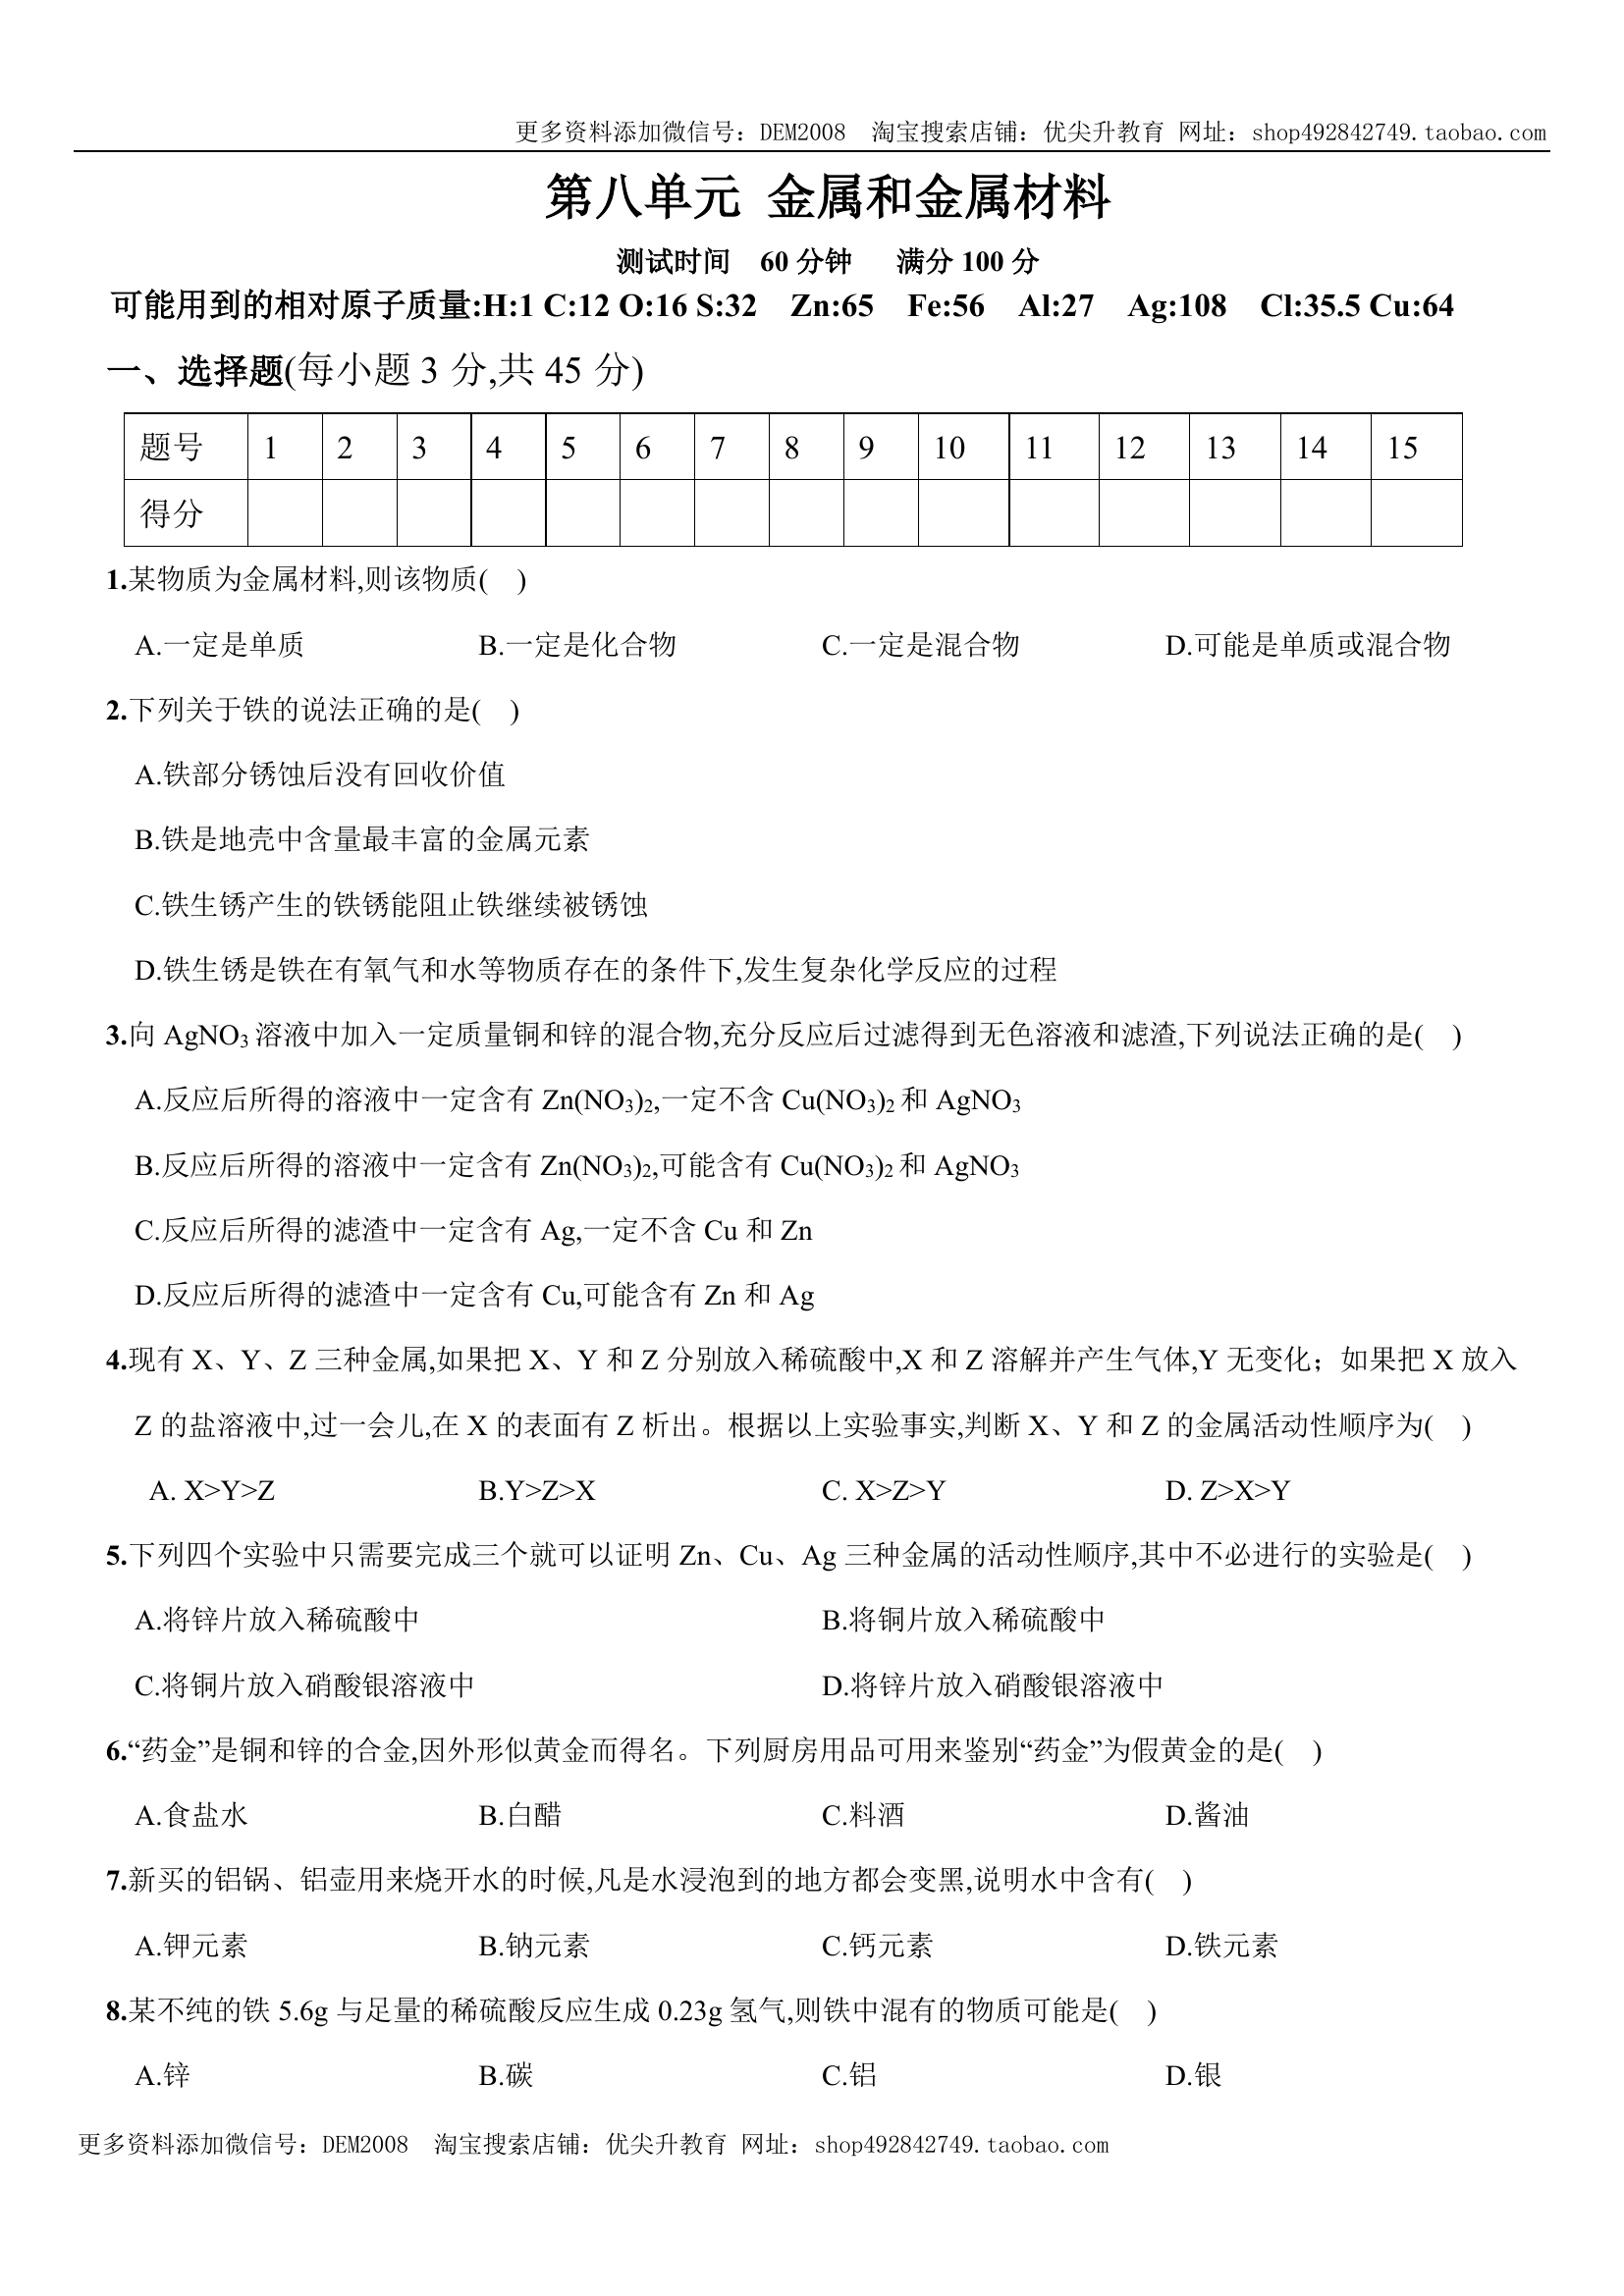 更多资料添加微信号：DEM2008 淘宝搜索店铺：优尖升教育 网址：shop492842749.taobao.com
第八单元 金属和金属材料
测试时间 60 分钟 满分 100 分
可能用到的相对原子质量:H:1 C:12 O:16 S:32 Zn:65 Fe:56 Al:27 Ag:108 Cl:35.5 Cu:64
一、选择题(每小题 3 分,共 45 分)
题号 1 2 3 4 5 6 7 8 9 10 11 12 13 14 15
得分
1.某物质为金属材料,则该物质( )
A.一定是单质 B.一定是化合物 C.一定是混合物 D.可能是单质或混合物
2.下列关于铁的说法正确的是( )
A.铁部分锈蚀后没有回收价值
B.铁是地壳中含量最丰富的金属元素
C.铁生锈产生的铁锈能阻止铁继续被锈蚀
D.铁生锈是铁在有氧气和水等物质存在的条件下,发生复杂化学反应的过程
3.向 AgNO₃ 溶液中加入一定质量铜和锌的混合物,充分反应后过滤得到无色溶液和滤渣,下列说法正确的是( )
A.反应后所得的溶液中一定含有 Zn(NO₃)₂,一定不含 Cu(NO₃)₂ 和 AgNO₃
B.反应后所得的溶液中一定含有 Zn(NO₃)₂,可能含有 Cu(NO₃)₂ 和 AgNO₃
C.反应后所得的滤渣中一定含有 Ag,一定不含 Cu 和 Zn
D.反应后所得的滤渣中一定含有 Cu,可能含有 Zn 和 Ag
4.现有 X、Y、Z 三种金属,如果把 X、Y 和 Z 分别放入稀硫酸中,X 和 Z 溶解并产生气体,Y 无变化；如果把 X 放入
Z 的盐溶液中,过一会儿,在 X 的表面有 Z 析出。根据以上实验事实,判断 X、Y 和 Z 的金属活动性顺序为( )
A. X>Y>Z B.Y>Z>X C. X>Z>Y D. Z>X>Y
5.下列四个实验中只需要完成三个就可以证明 Zn、Cu、Ag 三种金属的活动性顺序,其中不必进行的实验是( )
A.将锌片放入稀硫酸中 B.将铜片放入稀硫酸中
C.将铜片放入硝酸银溶液中 D.将锌片放入硝酸银溶液中
6.“药金”是铜和锌的合金,因外形似黄金而得名。下列厨房用品可用来鉴别“药金”为假黄金的是( )
A.食盐水 B.白醋 C.料酒 D.酱油
7.新买的铝锅、铝壶用来烧开水的时候,凡是水浸泡到的地方都会变黑,说明水中含有( )
A.钾元素 B.钠元素 C.钙元素 D.铁元素
8.某不纯的铁 5.6g 与足量的稀硫酸反应生成 0.23g 氢气,则铁中混有的物质可能是( )
A.锌 B.碳 C.铝 D.银
更多资料添加微信号：DEM2008 淘宝搜索店铺：优尖升教育 网址：shop492842749.taobao.com